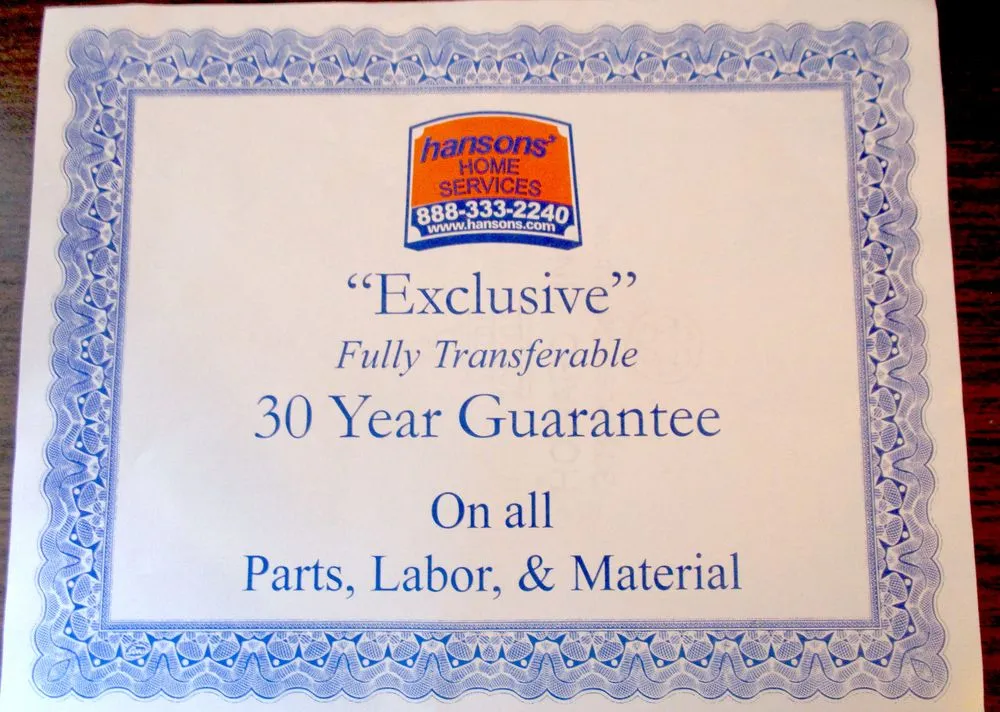 hansons'
HOME
SERVICES
888-333-2240
www.hansons.com
“Exclusive”
Fully Transferable
30 Year Guarantee
On all
Parts, Labor, & Material